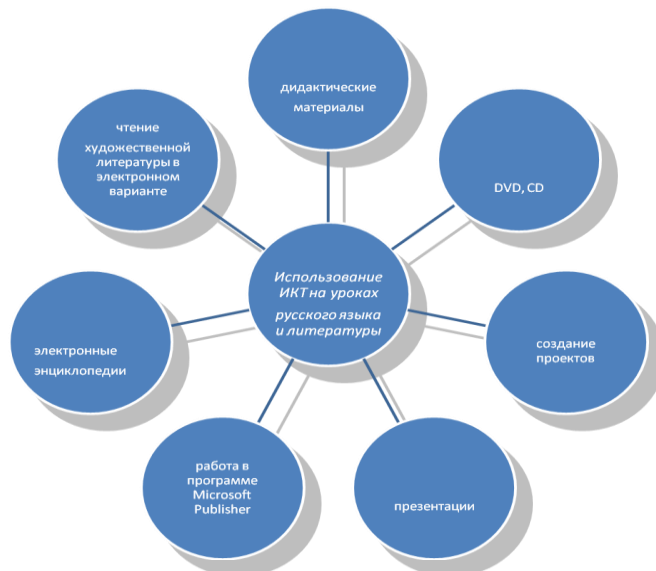 дидактические
материалы
чтение
художественной
литературы в
электронном
варианте
DVD, CD
Использование
ИКТ на уроках
русского языка
и литературы
электронные
энциклопедии
создание
проектов
работа в
программе
Microsoft
Publisher
презентации